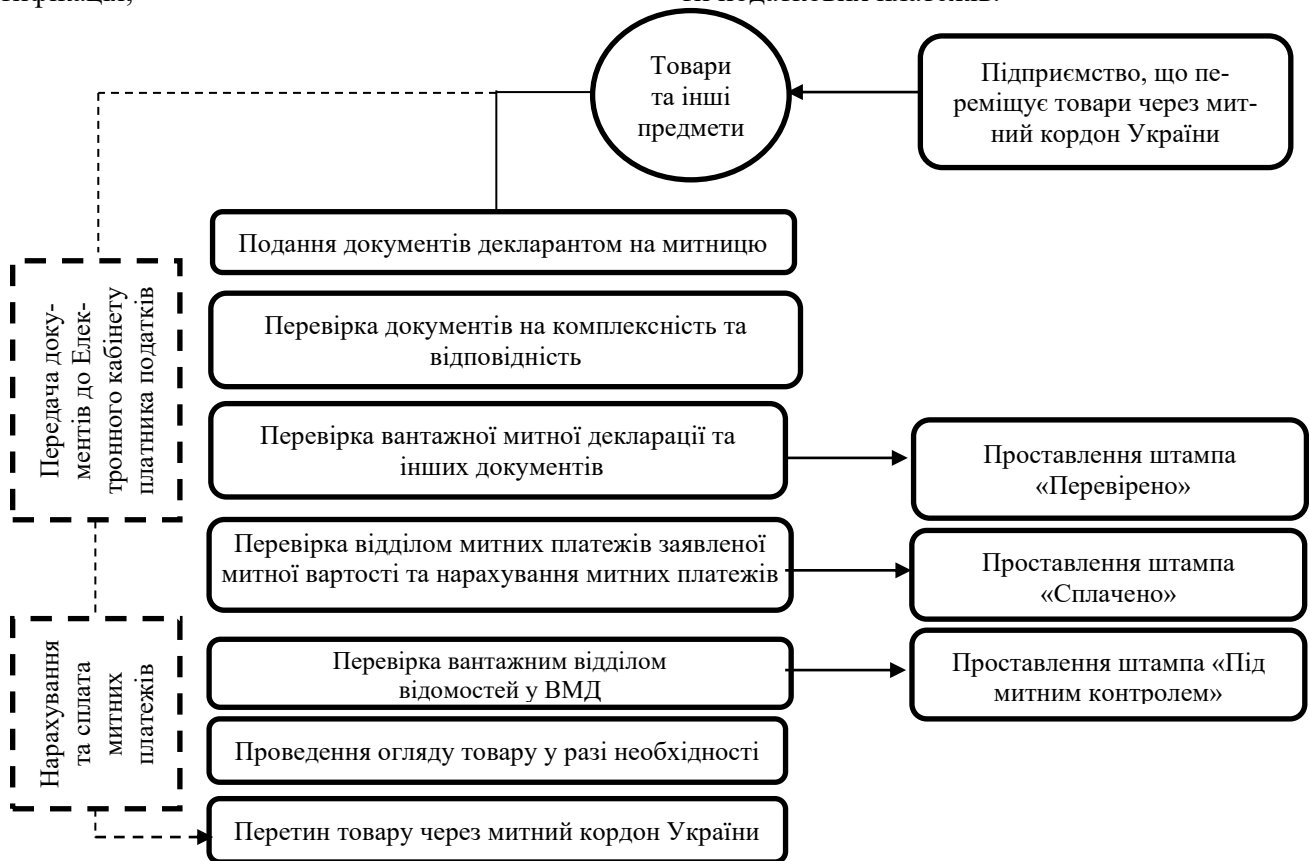 Товари
та інші
предмети
Підприємство, що пе-
реміщує товари через мит-
ний кордон України
Подання документів декларантом на митницю
Передача доку-
ментів до Елек-
тронного кабінету
платника податків
Перевірка документів на комплексність та
відповідність
Перевірка вантажної митної декларації та
інших документів
Проставлення штампа
«Перевірено»
Перевірка відділом митних платежів заявленої
митної вартості та нарахування митних платежів
Проставлення штампа
«Сплачено»
Нарахування
та сплата
митних
платежів
Перевірка вантажним відділом
відомостей у ВМД
Проставлення штампа «Під
митним контролем»
Проведення огляду товару у разі необхідності
Перетин товару через митний кордон України